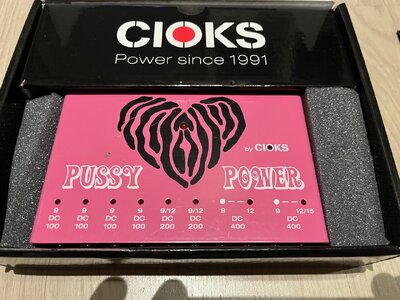 CIOKS
Power since 1991
by CIOKS
PUSSY POWER
9 9 9 9 9/12 9/12 9 12 9 12/15
DC DC DC DC DC DC DC DC
100 100 100 100 200 200 400 400